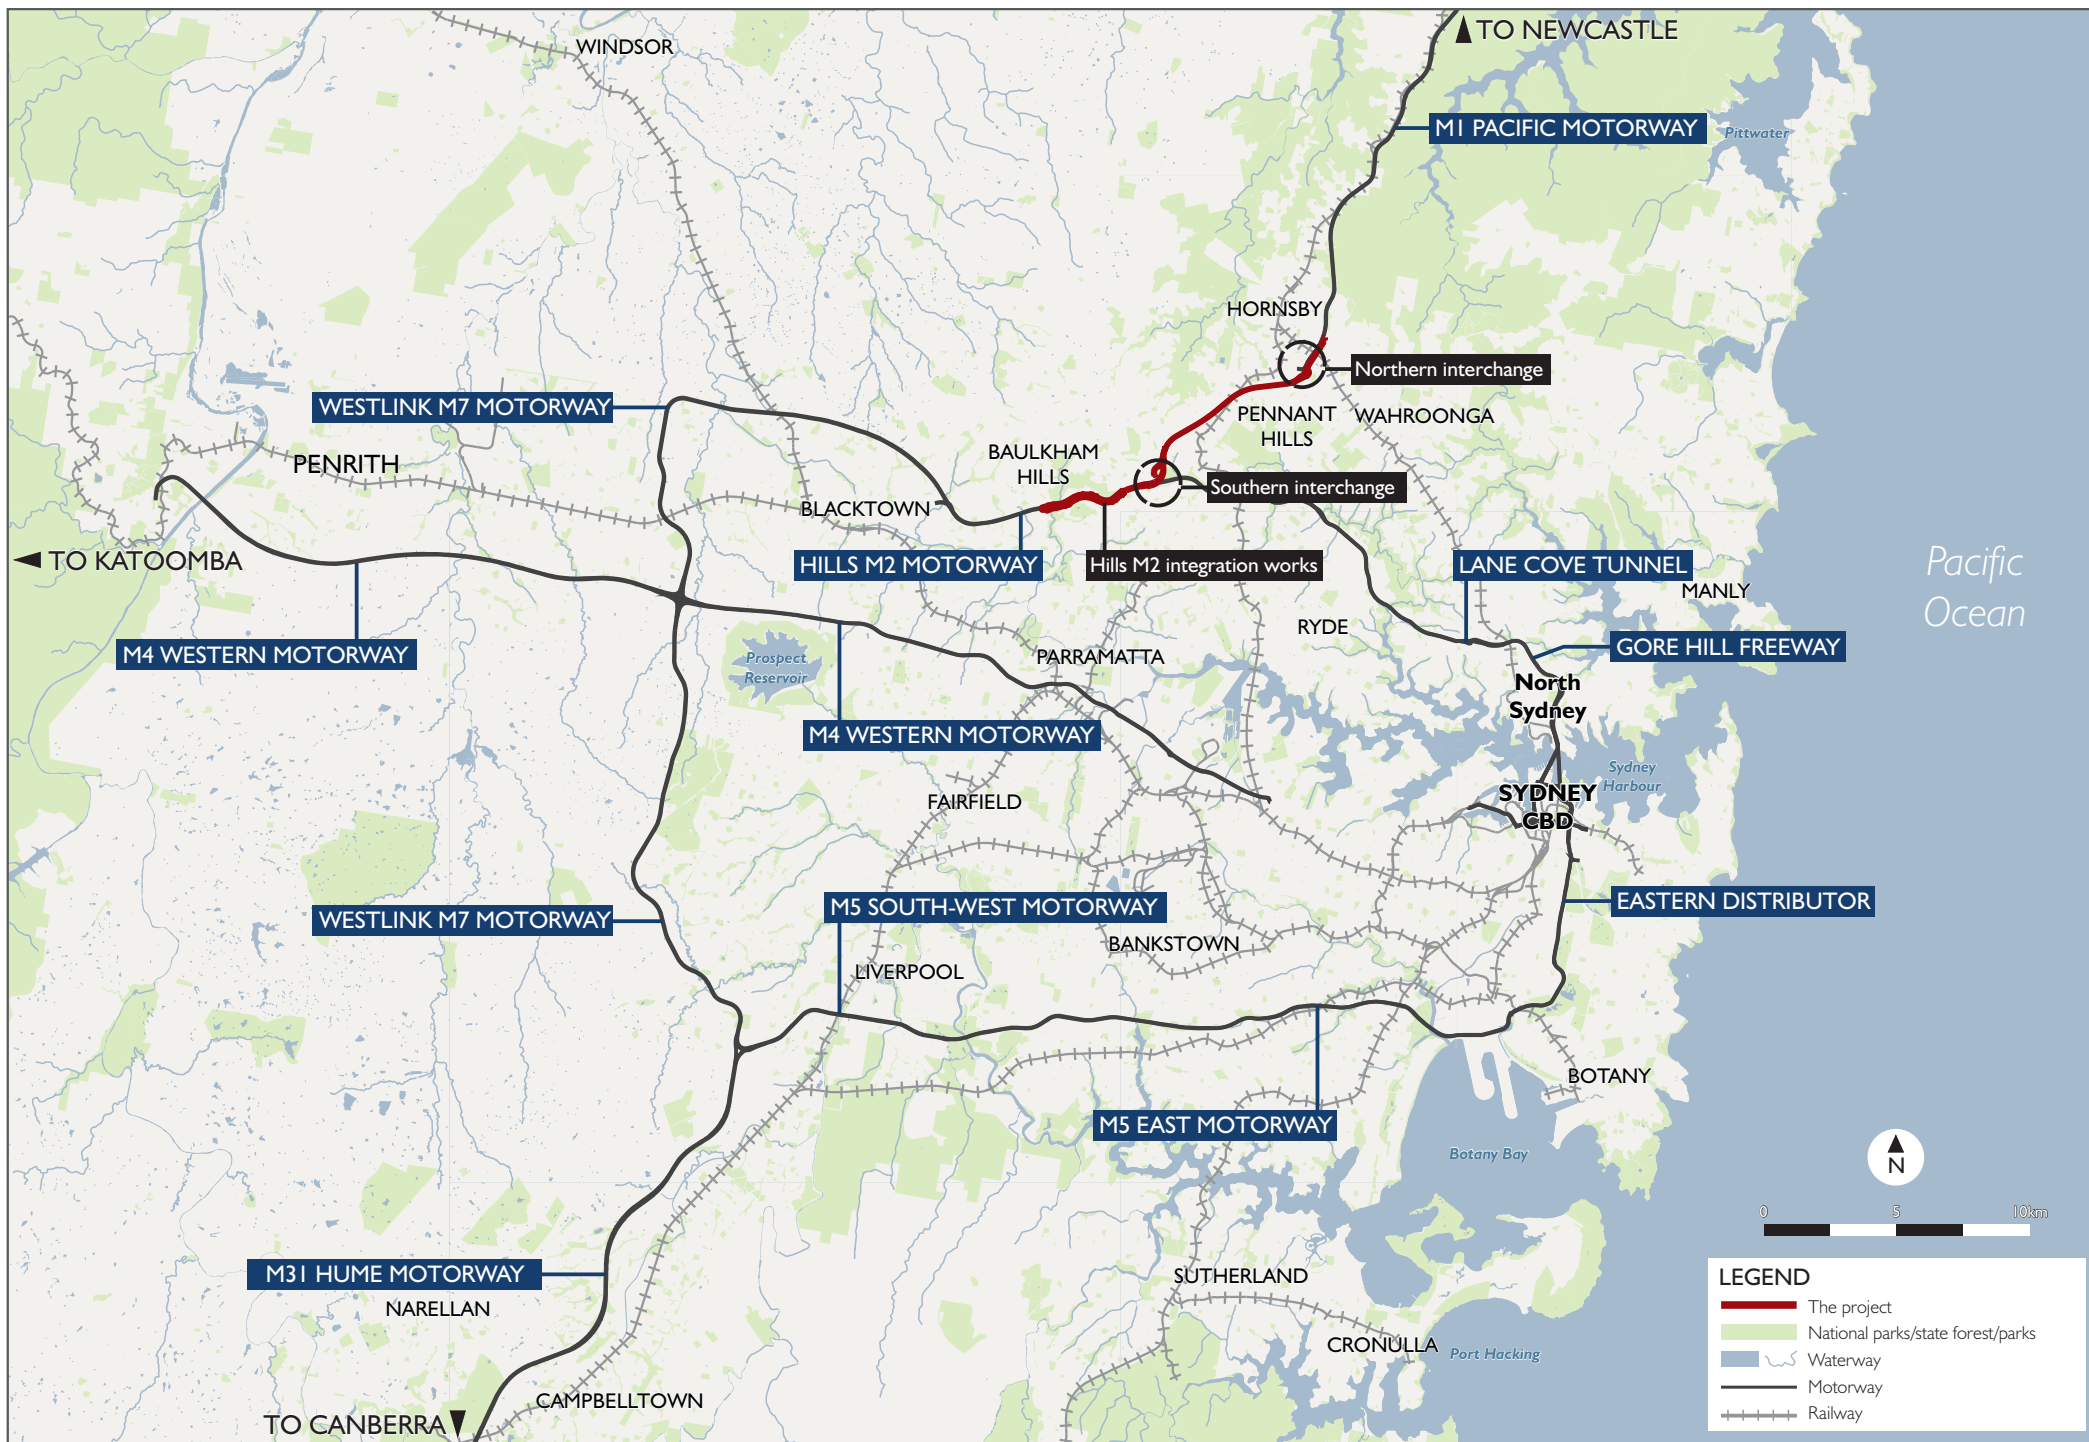 TO NEWCASTLE
WINDSOR
M1 PACIFIC MOTORWAY
Pittwater
HORNSBY
Northern interchange
WESTLINK M7 MOTORWAY
PENNANT
HILLS
WAHROONGA
BAULKHAM
HILLS
PENRITH
Southern interchange
BLACKTOWN
TO KATOOMBA
HILLS M2 MOTORWAY
Hills M2 integration works
LANE COVE TUNNEL
MANLY
Pacific
Ocean
RYDE
M4 WESTERN MOTORWAY
Prospect
Reservoir
PARRAMATTA
GORE HILL FREEWAY
North
Sydney
M4 WESTERN MOTORWAY
Sydney
Harbour
FAIRFIELD
SYDNEY
CBD
M5 SOUTH-WEST MOTORWAY
EASTERN DISTRIBUTOR
WESTLINK M7 MOTORWAY
BANKSTOWN
LIVERPOOL
BOTANY
M5 EAST MOTORWAY
Botany Bay
N
0 5 10km
M31 HUME MOTORWAY
NARELLAN
SUTHERLAND
CRONULLA
Port Hacking
CAMPBELLTOWN
TO CANBERRA
LEGEND
The project
National parks/state forest/parks
Waterway
Motorway
Railway